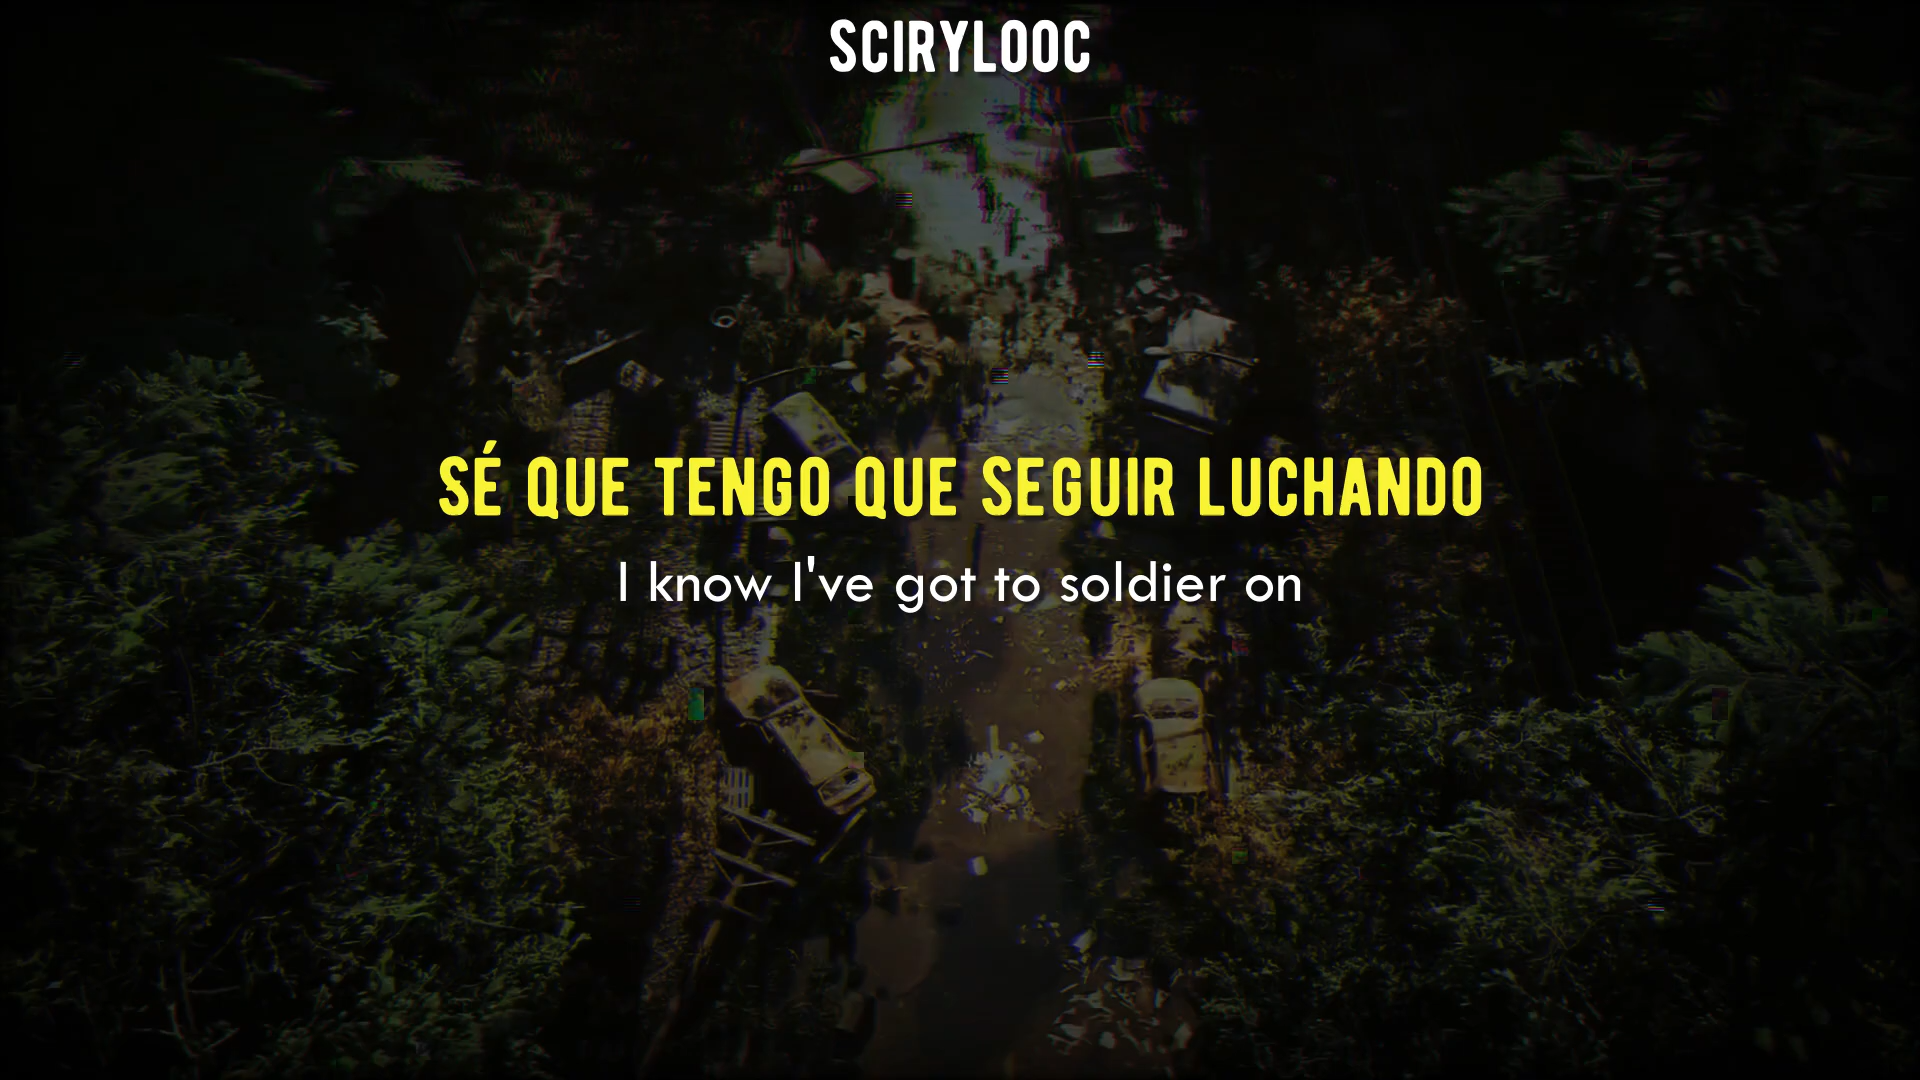 SCIRYLOOC
SÉ QUE TENGO QUE SEGUIR LUCHANDO
I know I've got to soldier on